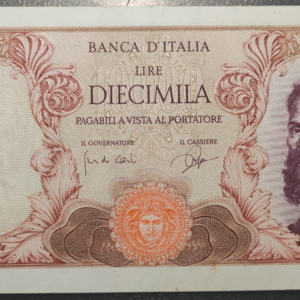 BANCA D'ITALIA
LIRE
DIECIMILA
PAGABILI A VISTA AL PORTATORE
IL GOVERNATORE IL CASSIERE